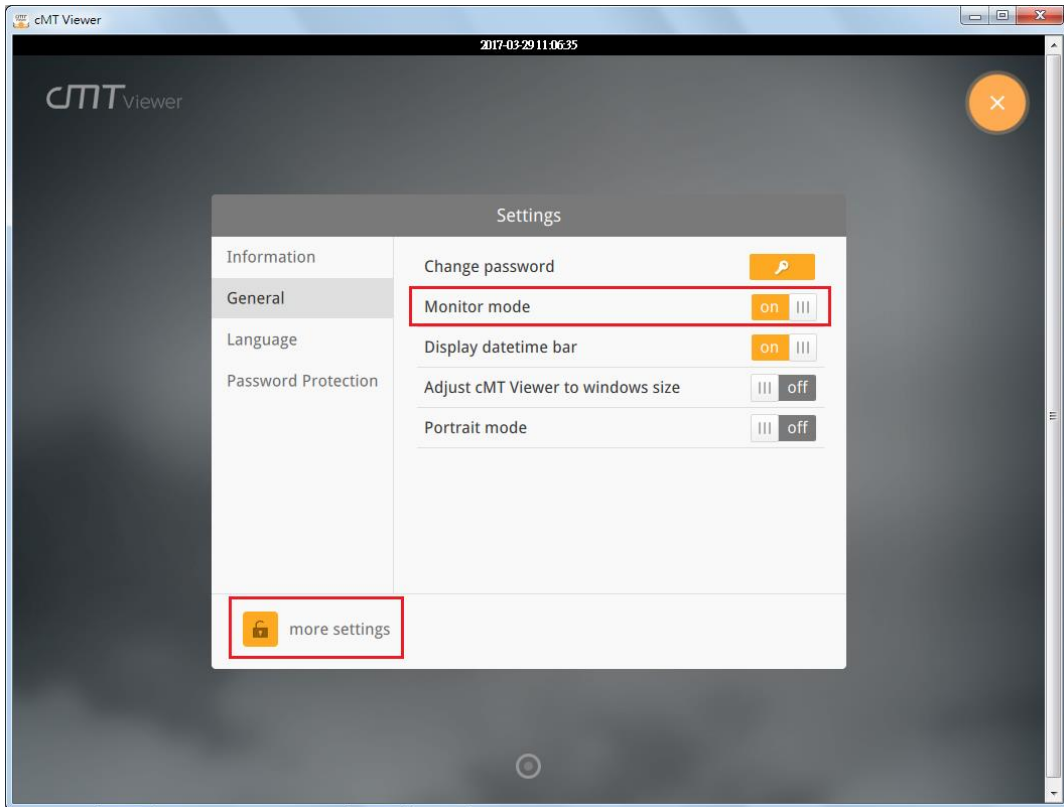 cMT Viewer
2017-03-29 11:06:35
cMT Viewer
Settings
Information
General
Language
Password Protection
Change password
Monitor mode
on
Display datetime bar
on
Adjust cMT Viewer to windows size
off
Portrait mode
off
more settings